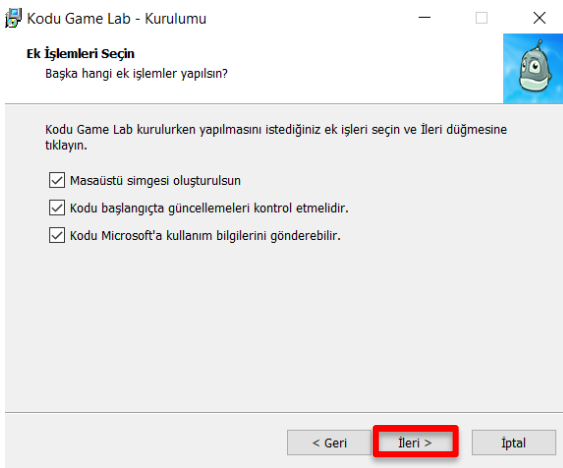 Kodu Game Lab - Kurulumu
Ek İşlemleri Seçin
Başka hangi ek işlemler yapılsın?
Kodu Game Lab kurulurken yapılmasını istediğiniz ek işleri seçin ve İleri düğmesine
tıklayın.
Masaüstü simgesi oluşturulsun
Kodu başlangıçta güncellemeleri kontrol etmelidir.
Kodu Microsoft'a kullanım bilgilerini gönderebilir.
< Geri İleri > İptal